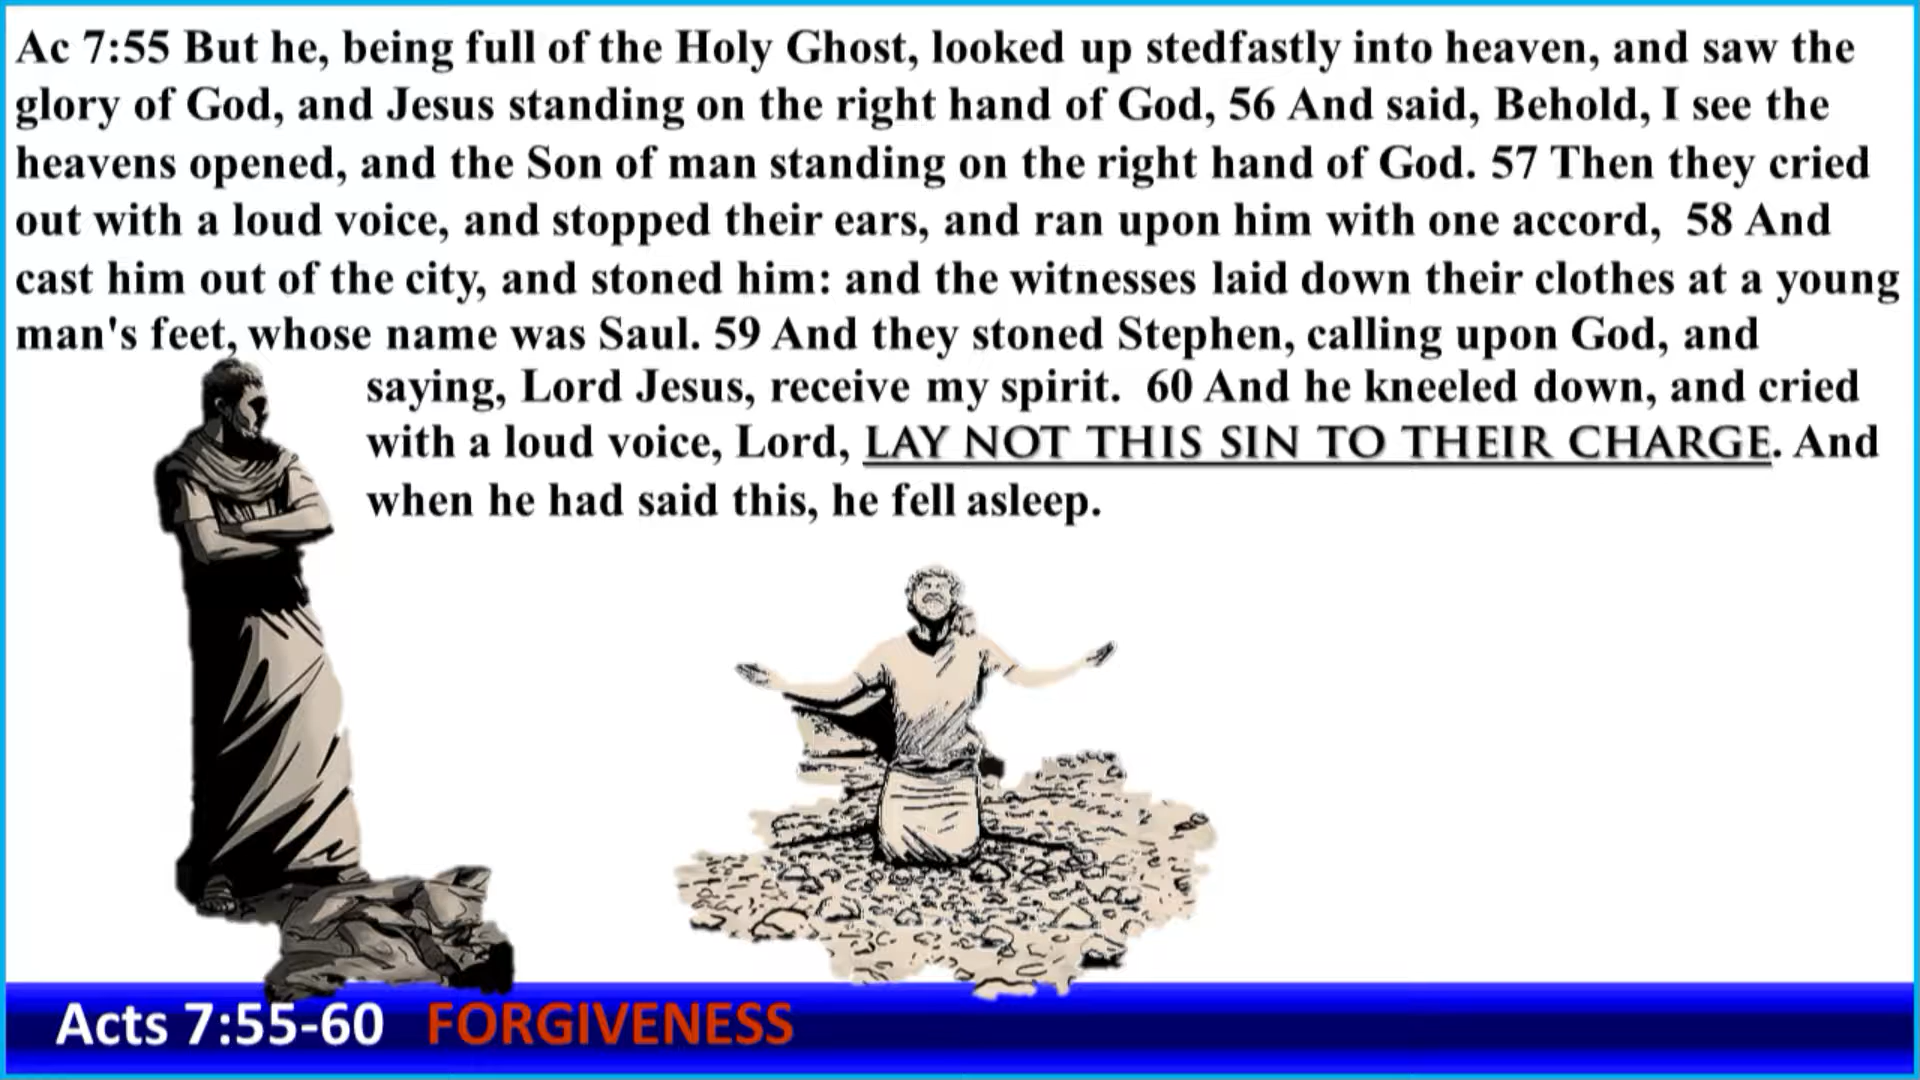 Ac 7:55 But he, being full of the Holy Ghost, looked up stedfastly into heaven, and saw the
glory of God, and Jesus standing on the right hand of God, 56 And said, Behold, I see the
heavens opened, and the Son of man standing on the right hand of God. 57 Then they cried
out with a loud voice, and stopped their ears, and ran upon him with one accord, 58 And
cast him out of the city, and stoned him: and the witnesses laid down their clothes at a young
man's feet, whose name was Saul. 59 And they stoned Stephen, calling upon God, and
saying, Lord Jesus, receive my spirit. 60 And he kneeled down, and cried
with a loud voice, Lord, LAY NOT THIS SIN TO THEIR CHARGE. And
when he had said this, he fell asleep.
Acts 7:55-60 FORGIVENESS